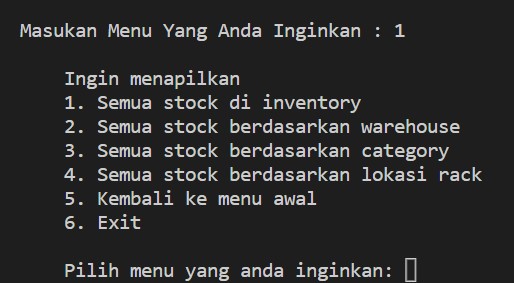 Masukan Menu Yang Anda Inginkan : 1
Ingin menapilkan
1. Semua stock di inventory
2. Semua stock berdasarkan warehouse
3. Semua stock berdasarkan category
4. Semua stock berdasarkan lokasi rack
5. Kembali ke menu awal
6. Exit
Pilih menu yang anda inginkan: